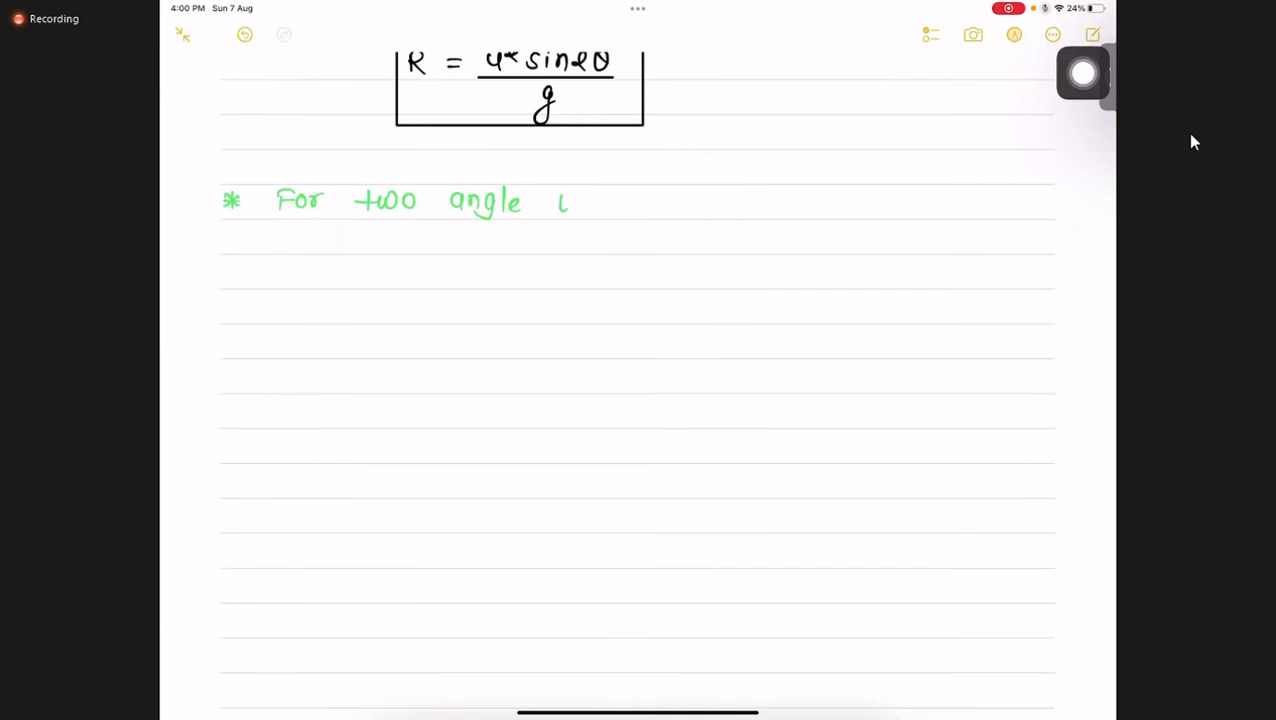 Recording
4:00 PM Sun 7 Aug
24%
R = u² sin2θ
g
* For two angle i